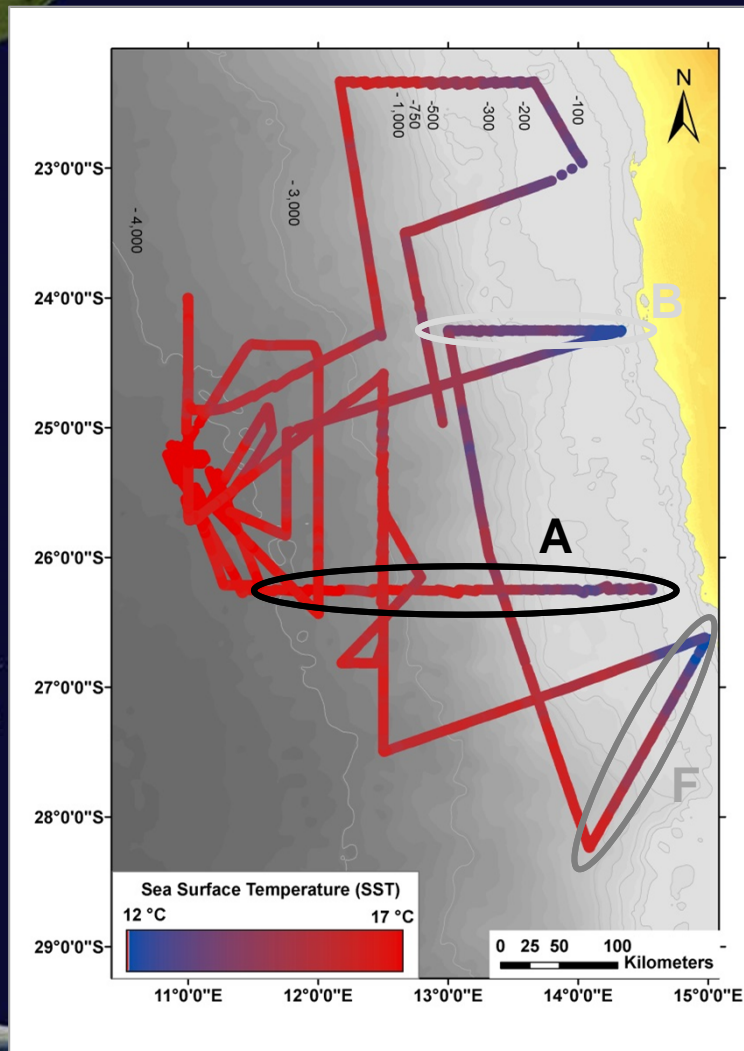 N
-100
-200
-300
-500
-750
-1,000
-3,000
-4,000
23°0'0"S
24°0'0"S
25°0'0"S
26°0'0"S
27°0'0"S
28°0'0"S
29°0'0"S
B
A
F
Sea Surface Temperature (SST)
12 °C 17 °C
0 25 50 100
Kilometers
11°0'0"E 12°0'0"E 13°0'0"E 14°0'0"E 15°0'0"E